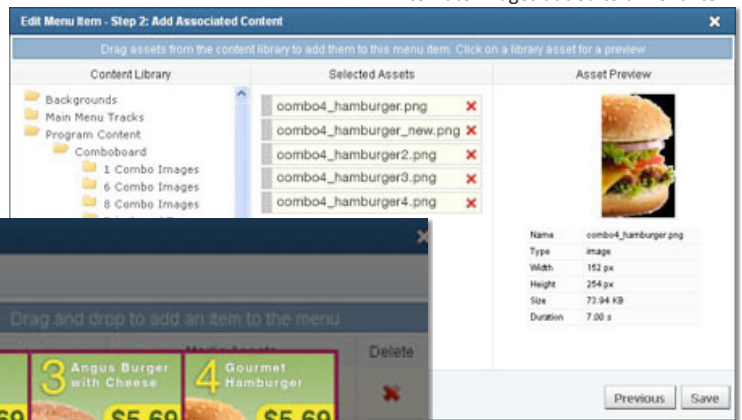 Edit Menu Item - Step 2: Add Associated Content
Drag assets from the content library to add them to this menu item. Click on a library asset for a preview
Content Library
Selected Assets
Asset Preview
Backgrounds
Main Menu Tracks
Program Content
Comboboard
1 Combo Images
6 Combo Images
8 Combo Images
combo4_hamburger.png
combo4_hamburger_new.png
combo4_hamburger2.png
combo4_hamburger3.png
combo4_hamburger4.png
Name combo4_hamburger.png
Type image
Width 152 px
Height 254 px
Size 73.94 KB
Duration 7.00 s
Drag and drop to add an item to the menu
Delete
3 Angus Burger
with Cheese
$5.69
4 Gourmet
Hamburger
$5.69
Previous
Save